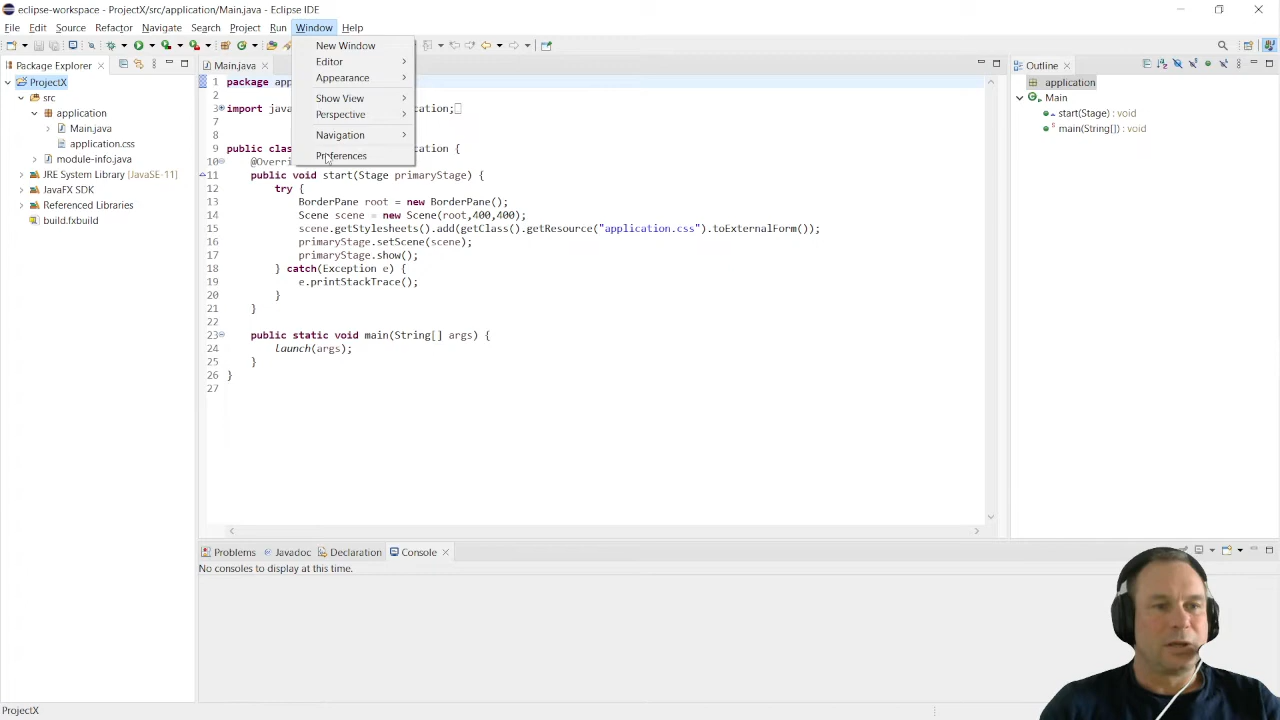 eclipse-workspace - ProjectX/src/application/Main.java - Eclipse IDE
File Edit Source Refactor Navigate Search Project Run Window Help
New Window
Editor
Appearance
Show View
Perspective
Navigation
Preferences
Package Explorer
ProjectX
src
application
Main.java
application.css
module-info.java
JRE System Library [JavaSE-11]
JavaFX SDK
Referenced Libraries
build.fxbuild
Main.java
1 package app
2
3 import java cation;
7
8
9 public clas cation {
10 @Overri
11 public void start(Stage primaryStage) {
12 try {
13 BorderPane root = new BorderPane();
14 Scene scene = new Scene(root,400,400);
15 scene.getStylesheets().add(getClass().getResource("application.css").toExternalForm());
16 primaryStage.setScene(scene);
17 primaryStage.show();
18 } catch(Exception e) {
19 e.printStackTrace();
20 }
21 }
22
23 public static void main(String[] args) {
24 launch(args);
25 }
26 }
27
Outline
application
Main
start(Stage) : void
main(String[]) : void
Problems Javadoc Declaration Console
No consoles to display at this time.
ProjectX